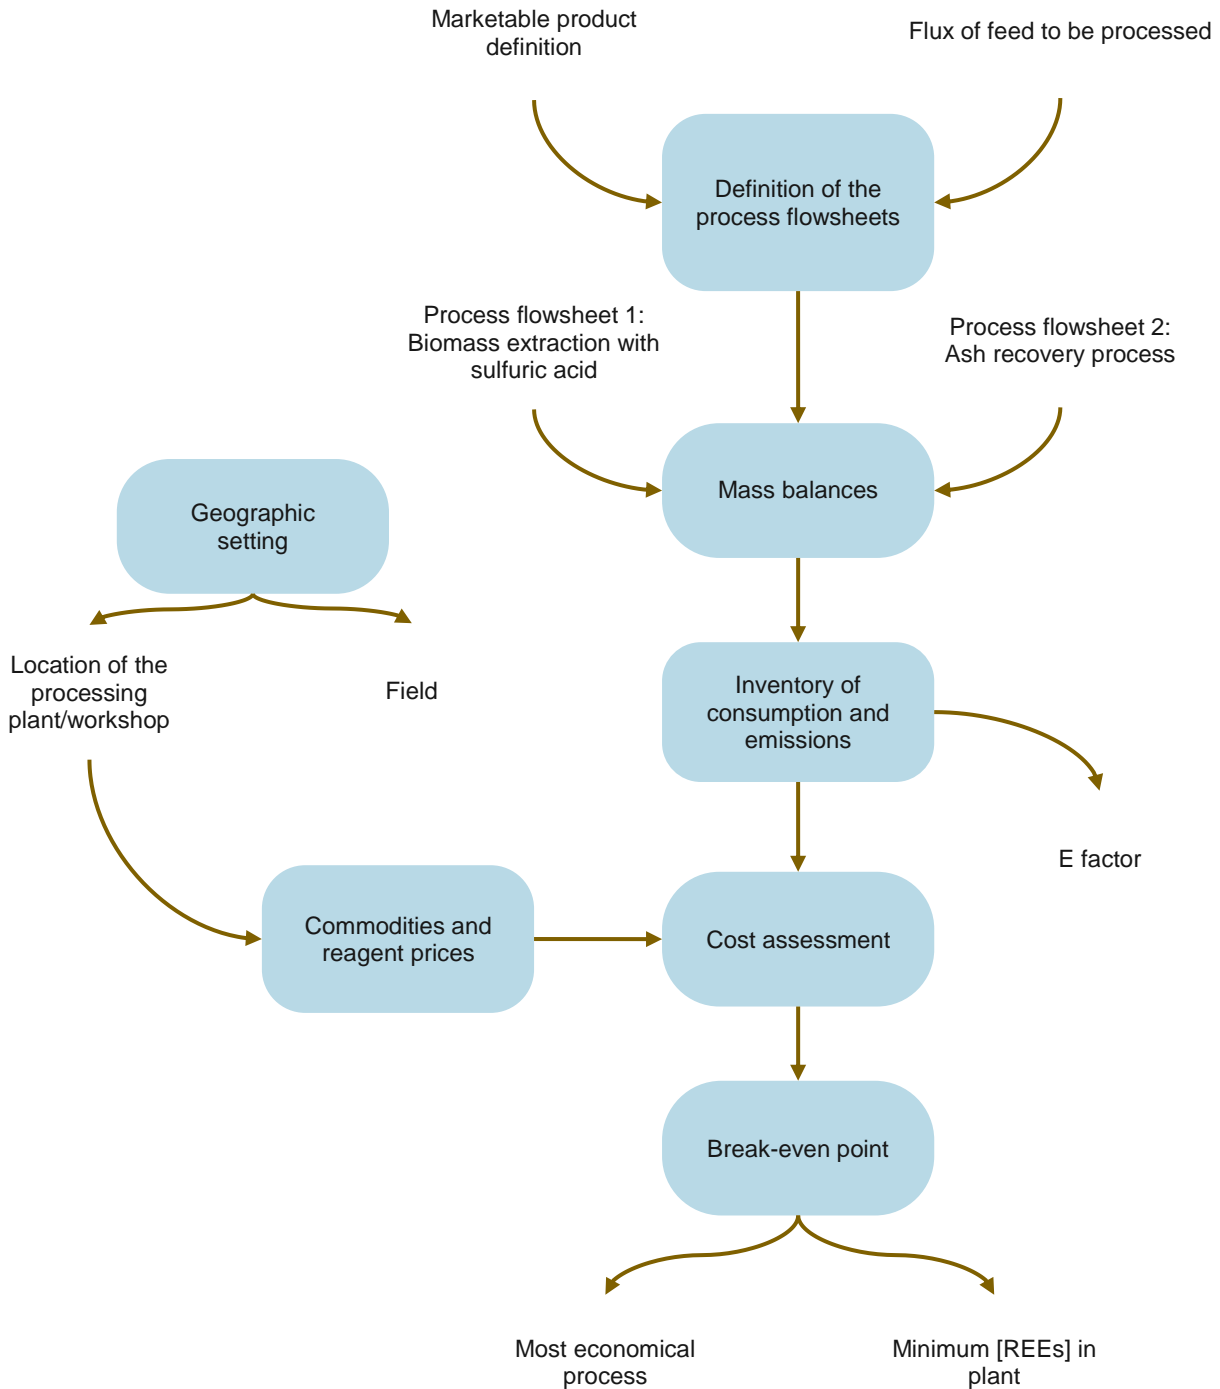 Marketable product
definition
Flux of feed to be processed
Definition of the
process flowsheets
Process flowsheet 1:
Biomass extraction with
sulfuric acid
Process flowsheet 2:
Ash recovery process
Mass balances
Geographic
setting
Location of the
processing
plant/workshop
Field
Inventory of
consumption and
emissions
E factor
Commodities and
reagent prices
Cost assessment
Break-even point
Most economical
process
Minimum [REEs] in
plant